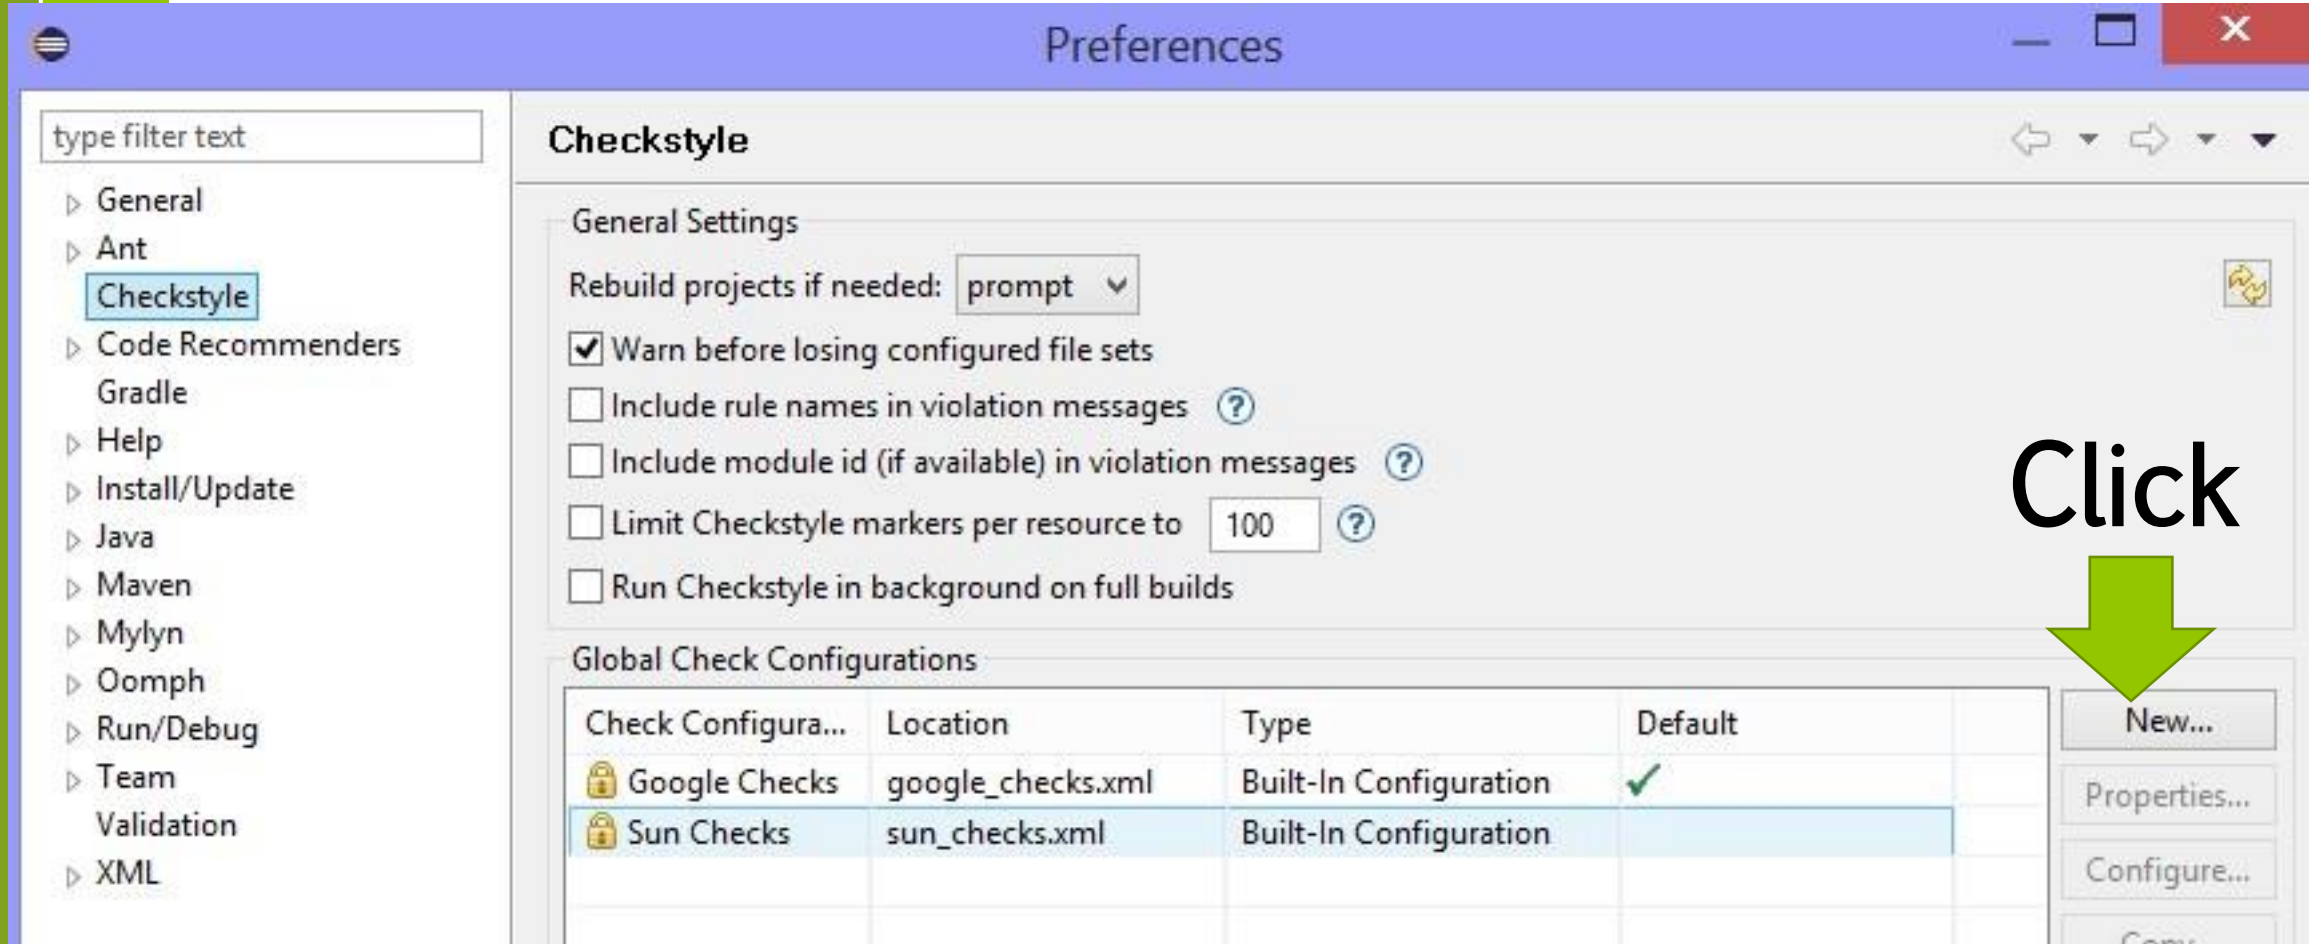 Preferences
type filter text
General
Ant
Checkstyle
Code Recommenders
Gradle
Help
Install/Update
Java
Maven
Mylyn
Oomph
Run/Debug
Team
Validation
XML
Checkstyle
General Settings
Rebuild projects if needed: prompt
Warn before losing configured file sets
Include rule names in violation messages ?
Include module id (if available) in violation messages ?
Limit Checkstyle markers per resource to 100 ?
Run Checkstyle in background on full builds
Click
Global Check Configurations
Check Configura... Location Type Default
Google Checks google_checks.xml Built-In Configuration
Sun Checks sun_checks.xml Built-In Configuration
New...
Properties...
Configure...